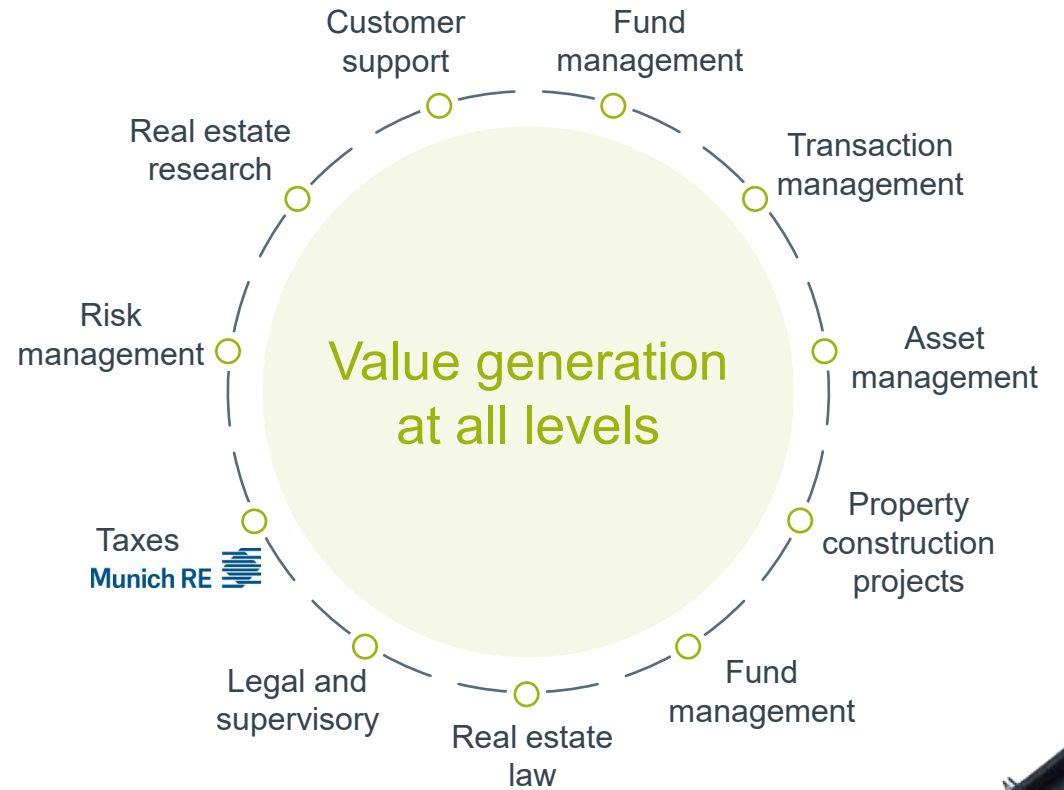 Customer
support
Fund
management
Real estate
research
Transaction
management
Risk
management
Value generation
at all levels
Asset
management
Taxes
Munich RE
Property
construction
projects
Legal and
supervisory
Fund
management
Real estate
law